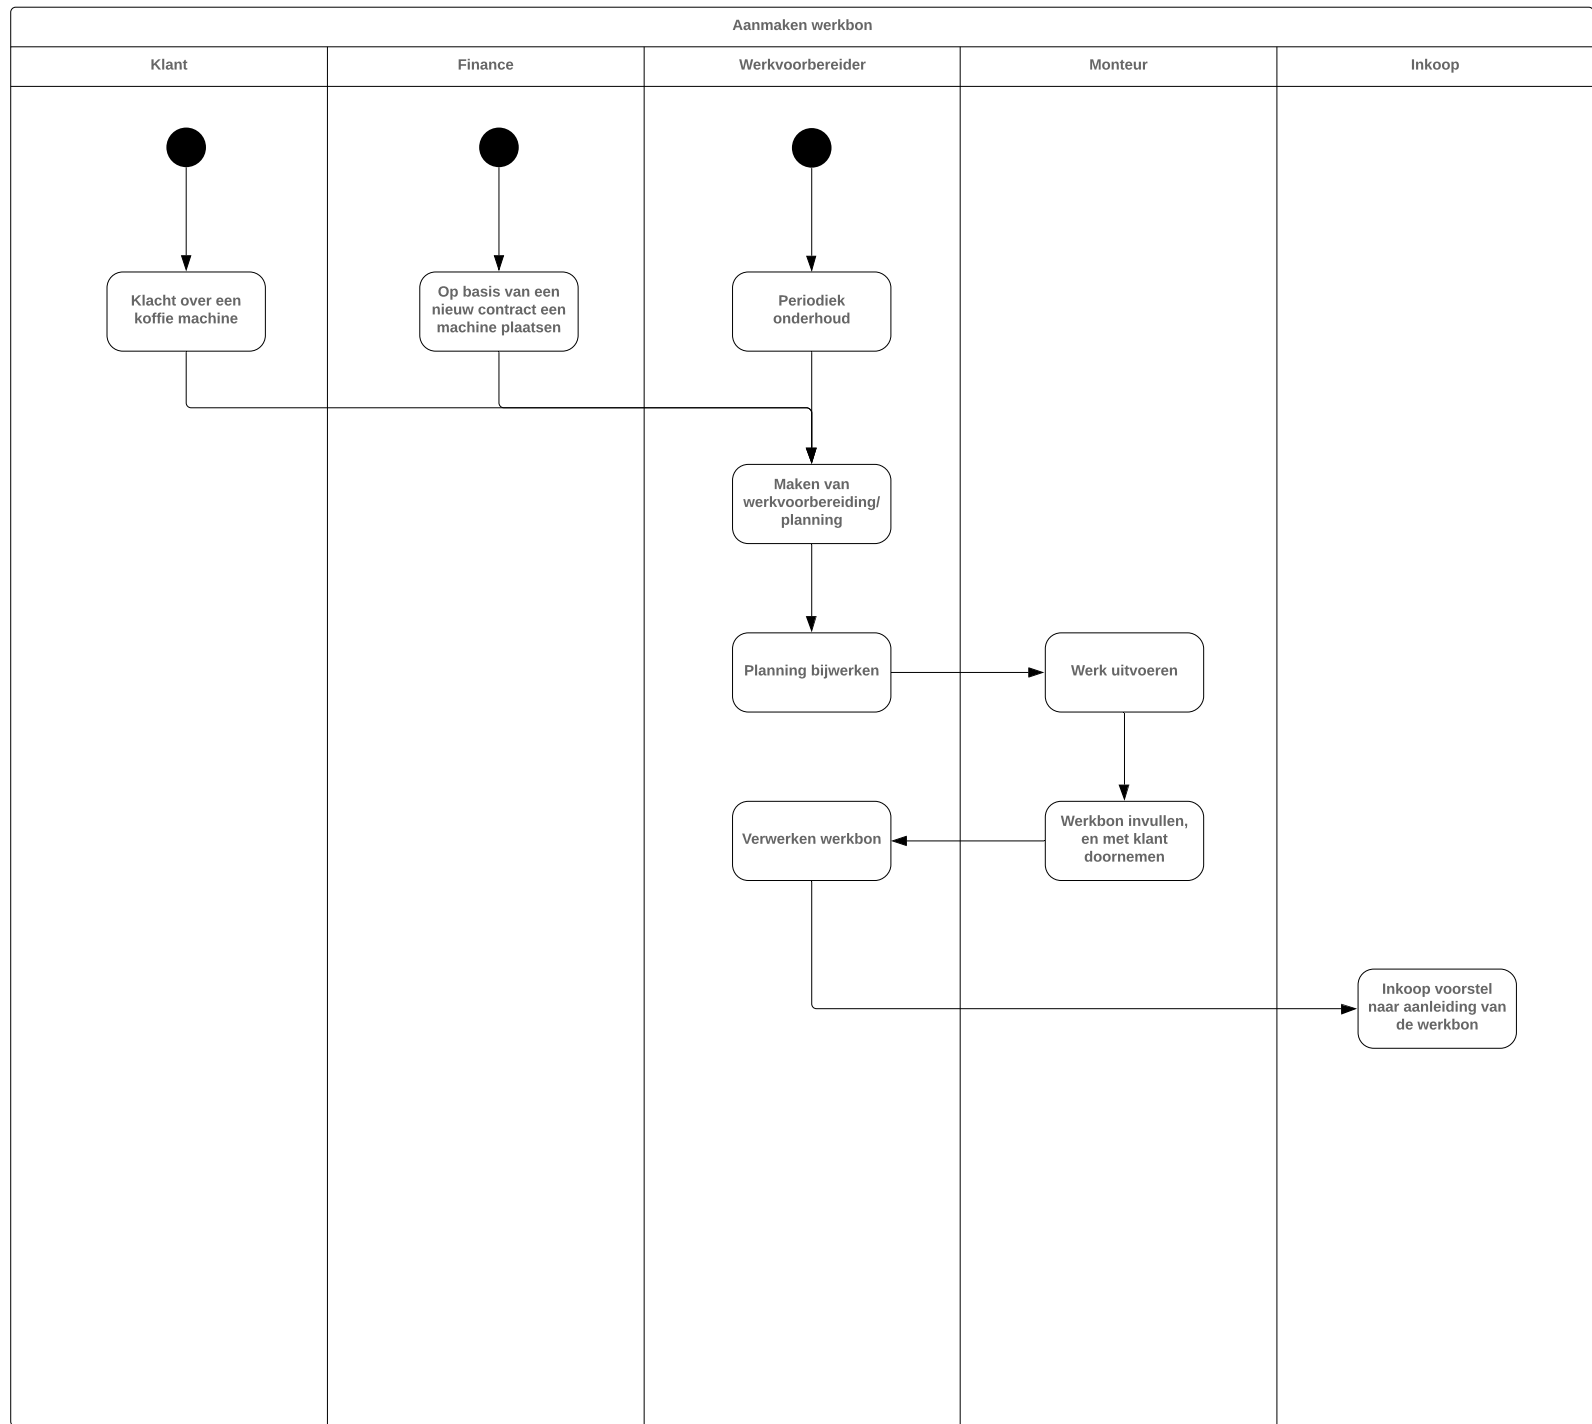 Aanmaken werkbon
Klant
Finance
Werkvoorbereider
Monteur
Inkoop
Klacht over een
koffie machine
Op basis van een
nieuw contract een
machine plaatsen
Periodiek
onderhoud
Maken van
werkvoorbereiding/
planning
Planning bijwerken
Werk uitvoeren
Verwerken werkbon
Werkbon invullen,
en met klant
doornemen
Inkoop voorstel
naar aanleiding van
de werkbon